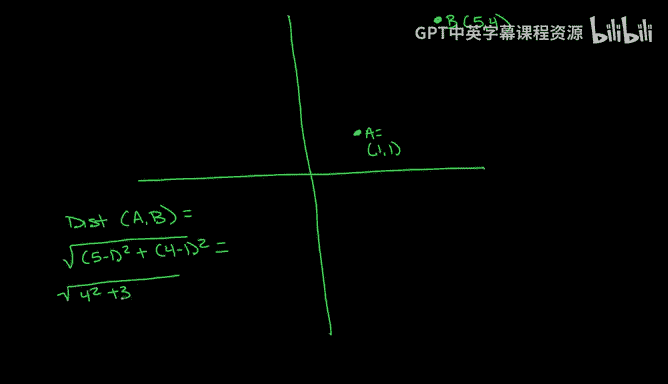 B (5,4)
GPT中英字幕课程资源 bilibili
A=
(1,1)
Dist (A,B) =
√(5-1)² + (4-1)² =
√4² + 3